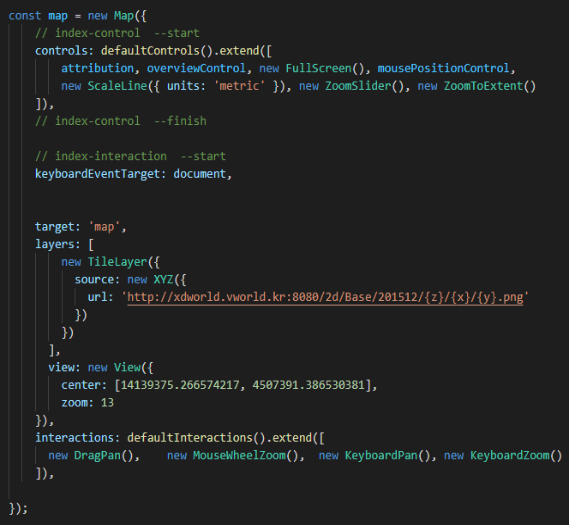 const map = new Map({
    // index-control  --start
    controls: defaultControls().extend([
        attribution, overviewControl, new FullScreen(), mousePositionControl,
        new ScaleLine({ units: 'metric' }), new ZoomSlider(), new ZoomToExtent()
    ]),
    // index-control  --finish
    // index-interaction  --start
    keyboardEventTarget: document,
    target: 'map',
    layers: [
        new TileLayer({
          source: new XYZ({
            url: 'http://xdworld.vworld.kr:8080/2d/Base/201512/{z}/{x}/{y}.png'
          })
        })
      ],
      view: new View({
        center: [14139375.266574217, 4507391.386530381],
        zoom: 13
    }),
    interactions: defaultInteractions().extend([
      new DragPan(),    new MouseWheelZoom(),  new KeyboardPan(), new KeyboardZoom()
    ]),
});